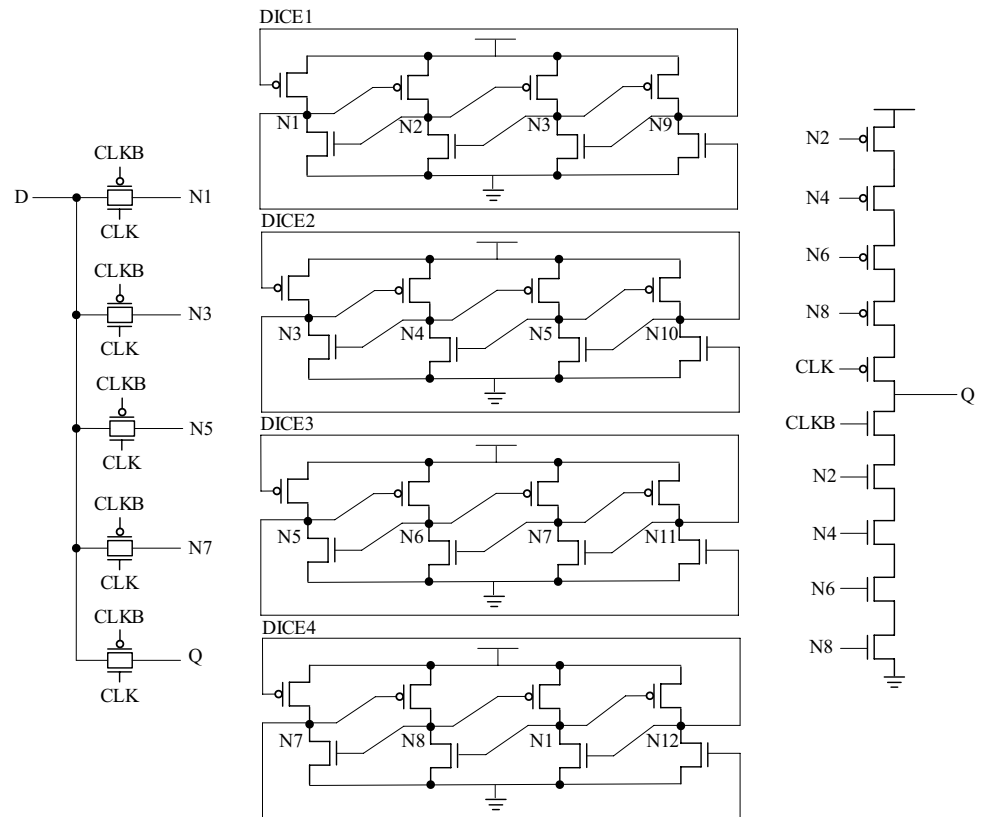 DICE1
N1
N2
N3
N9
DICE2
N3
N4
N5
N10
DICE3
N5
N6
N7
N11
DICE4
N7
N8
N1
N12
CLKB
D
N1
CLK
CLKB
N3
CLK
CLKB
N5
CLK
CLKB
N7
CLK
CLKB
Q
CLK
N2
N4
N6
N8
CLK
Q
CLKB
N2
N4
N6
N8